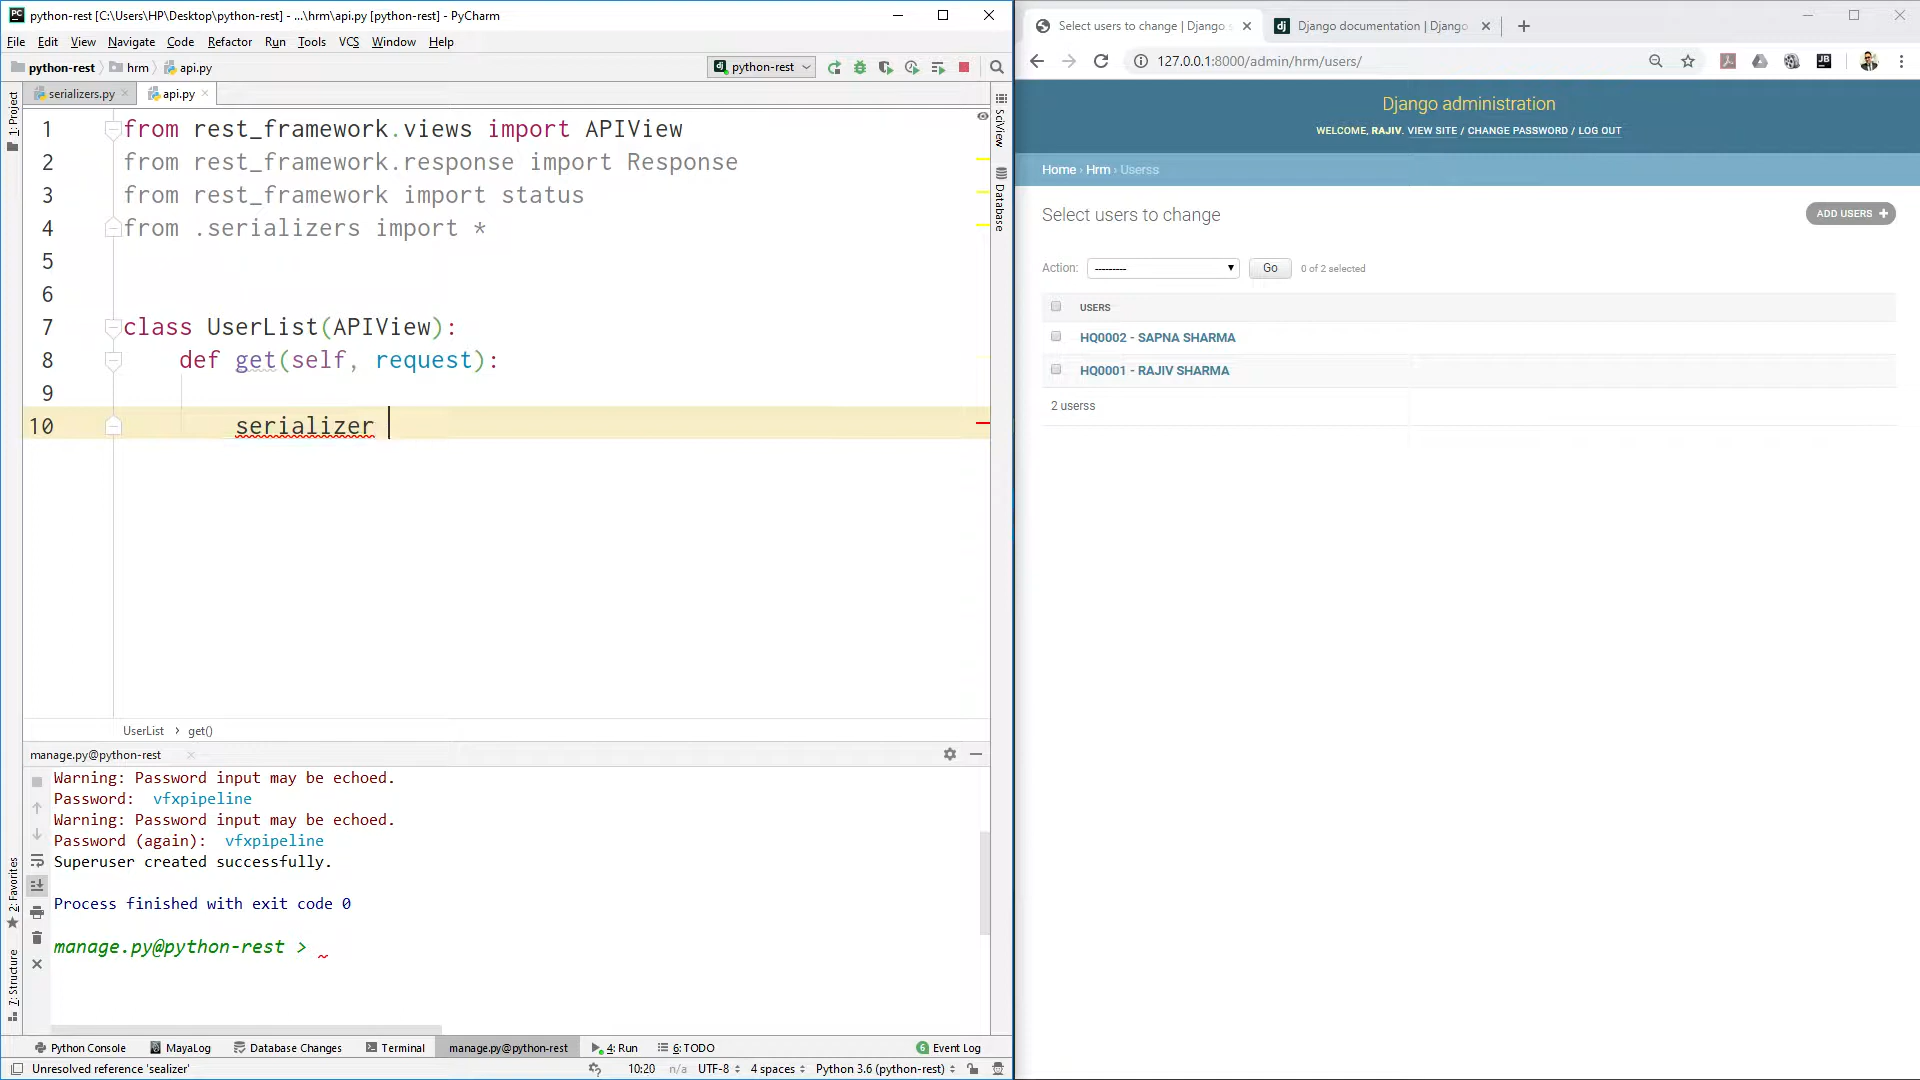 python-rest [C:\Users\HP\Desktop\python-rest] - ...\hrm\api.py [python-rest] - PyCharm
File Edit View Navigate Code Refactor Run Tools VCS Window Help
python-rest hrm api.py
python-rest
serializers.py
api.py
1 from rest_framework.views import APIView
2 from rest_framework.response import Response
3 from rest_framework import status
4 from .serializers import *
5
6
7 class UserList(APIView):
8 def get(self, request):
9
10 serializer
UserList › get()
1: Project
2: Favorites
7: Structure
SciView
Database
manage.py@python-rest
Warning: Password input may be echoed.
Password: vfxpipeline
Warning: Password input may be echoed.
Password (again): vfxpipeline
Superuser created successfully.
Process finished with exit code 0
manage.py@python-rest > ~
Python Console MayaLog Database Changes Terminal manage.py@python-rest 4: Run 6: TODO 6 Event Log
Unresolved reference 'sealizer' 10:20 n/a UTF-8 4 spaces Python 3.6 (python-rest)
Select users to change | Django s
Django documentation | Django
127.0.0.1:8000/admin/hrm/users/
Django administration
WELCOME, RAJIV. VIEW SITE / CHANGE PASSWORD / LOG OUT
Home › Hrm › Userss
Select users to change
ADD USERS +
Action: --------- Go 0 of 2 selected
USERS
HQ0002 - SAPNA SHARMA
HQ0001 - RAJIV SHARMA
2 userss